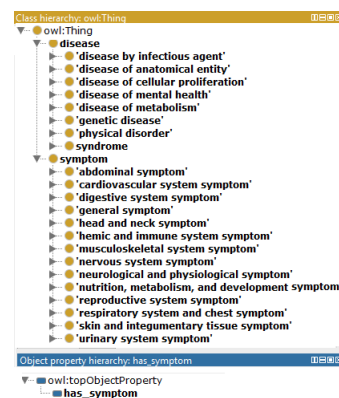 Class hierarchy: owl:Thing
owl:Thing
disease
'disease by infectious agent'
'disease of anatomical entity'
'disease of cellular proliferation'
'disease of mental health'
'disease of metabolism'
'genetic disease'
'physical disorder'
syndrome
symptom
'abdominal symptom'
'cardiovascular system symptom'
'digestive system symptom'
'general symptom'
'head and neck symptom'
'hemic and immune system symptom'
'musculoskeletal system symptom'
'nervous system symptom'
'neurological and physiological symptom'
'nutrition, metabolism, and development symptom
'reproductive system symptom'
'respiratory system and chest symptom'
'skin and integumentary tissue symptom'
'urinary system symptom'
Object property hierarchy: has_symptom
owl:topObjectProperty
has_symptom